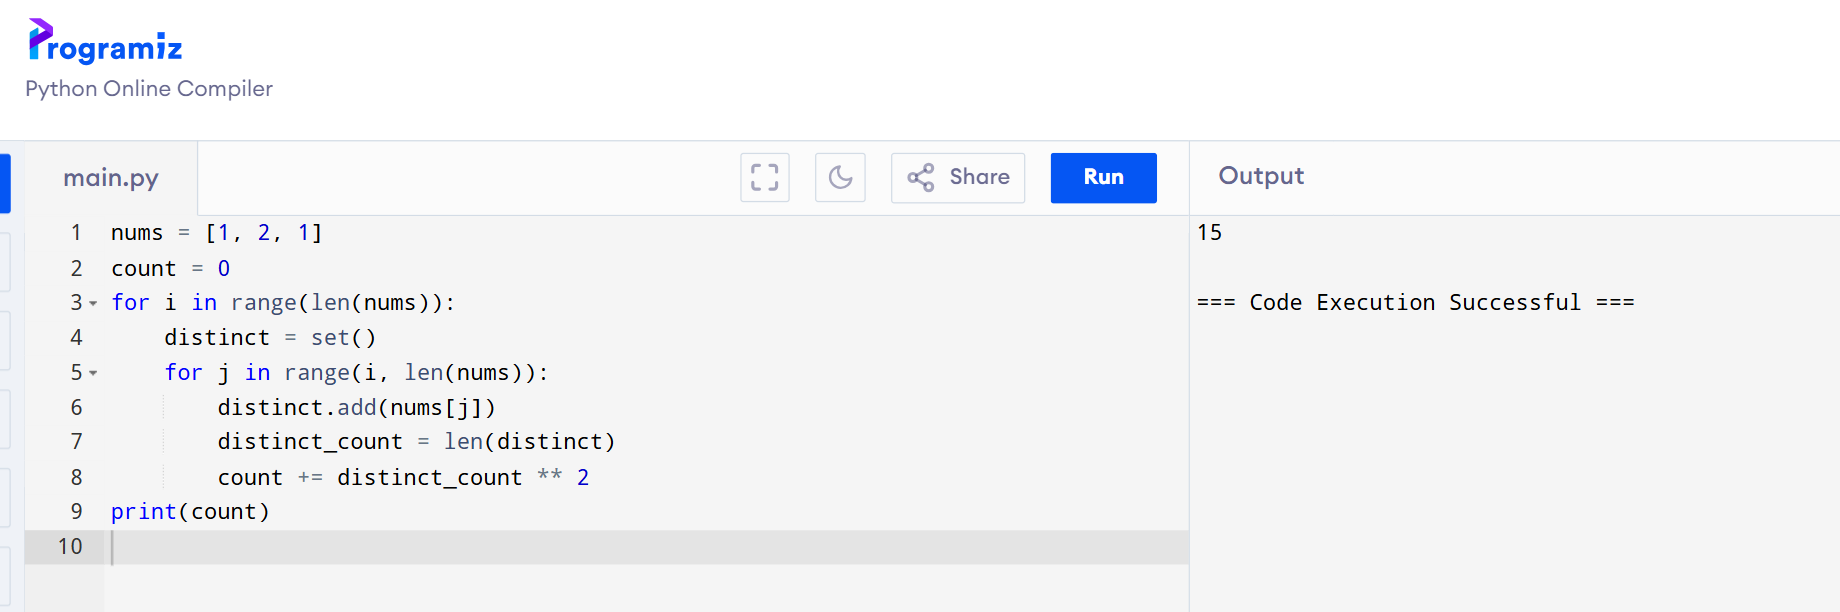 Programiz
Python Online Compiler
main.py
Share
Run
Output
1 nums = [1, 2, 1]
2 count = 0
3 for i in range(len(nums)):
4     distinct = set()
5     for j in range(i, len(nums)):
6         distinct.add(nums[j])
7         distinct_count = len(distinct)
8         count += distinct_count ** 2
9 print(count)
10
15
=== Code Execution Successful ===